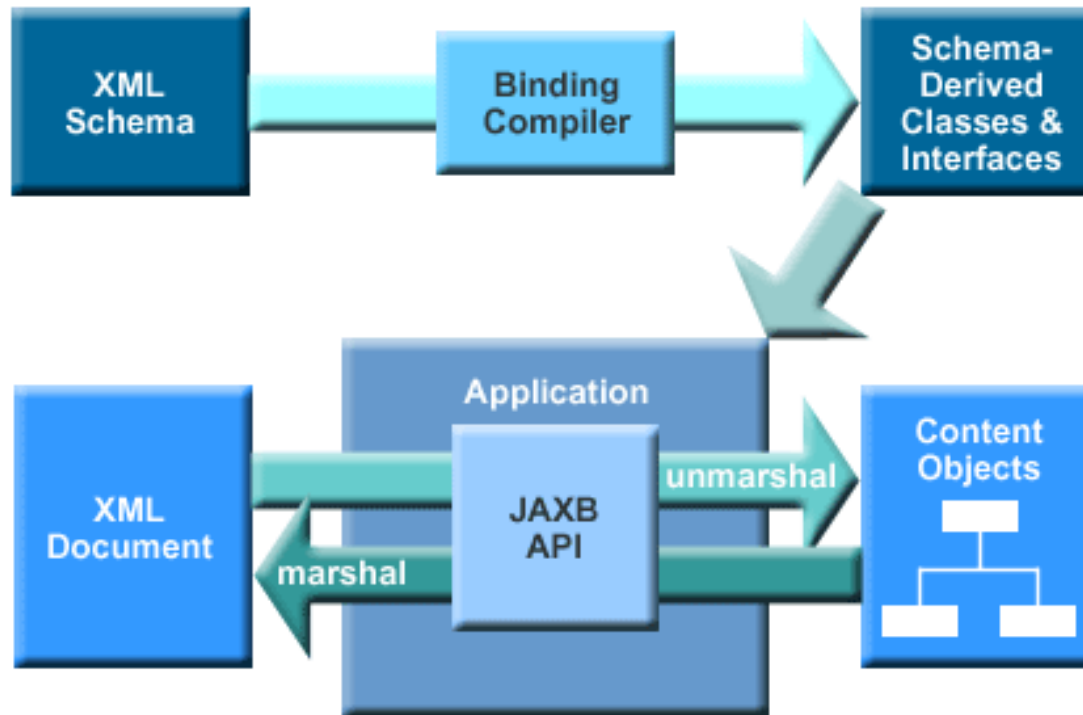 XML
Schema
Binding
Compiler
Schema-
Derived
Classes &
Interfaces
Application
XML
Document
unmarshal
JAXB
API
marshal
Content
Objects